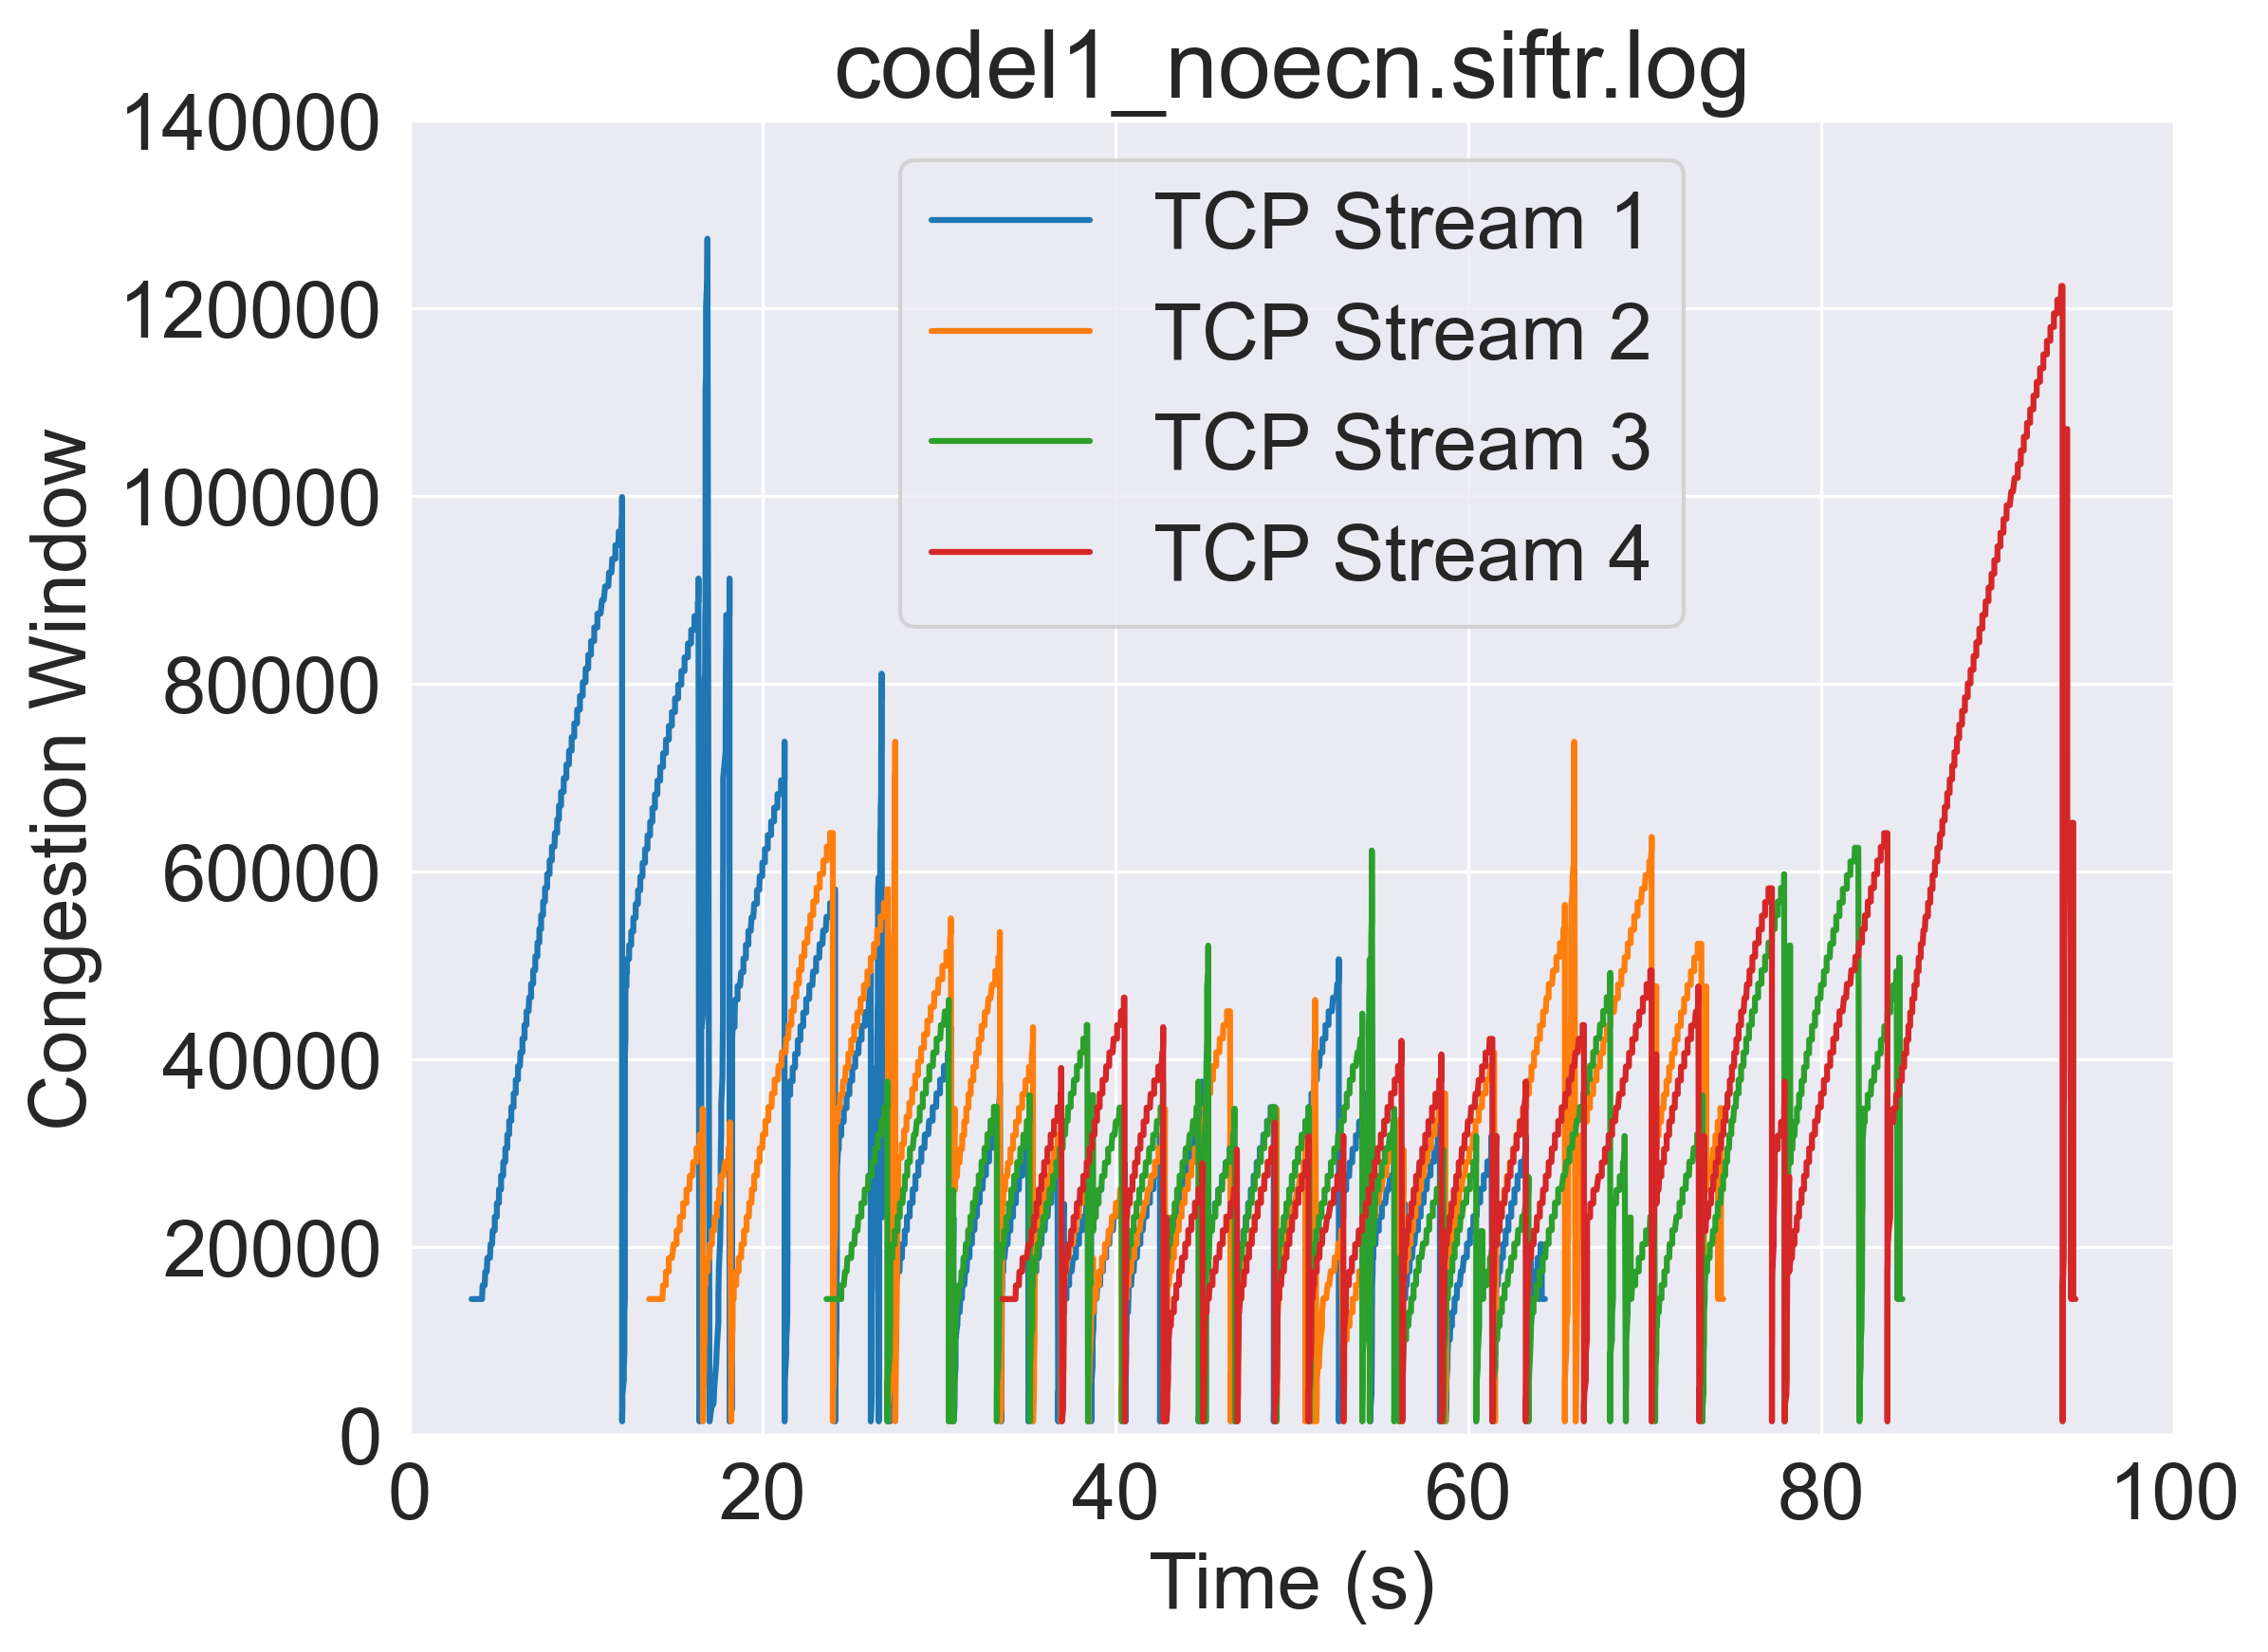 codel1_noecn.siftr.log
140000
120000
100000
80000
60000
40000
20000
0
Congestion Window
TCP Stream 1
TCP Stream 2
TCP Stream 3
TCP Stream 4
0 20 40 60 80 100
Time (s)